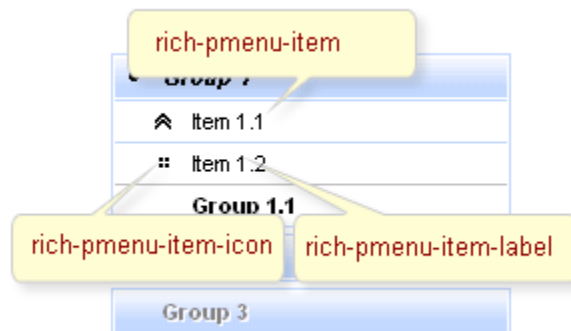 rich-pmenu-item
Group 1
Item 1.1
Item 1.2
Group 1.1
rich-pmenu-item-icon
rich-pmenu-item-label
Group 3